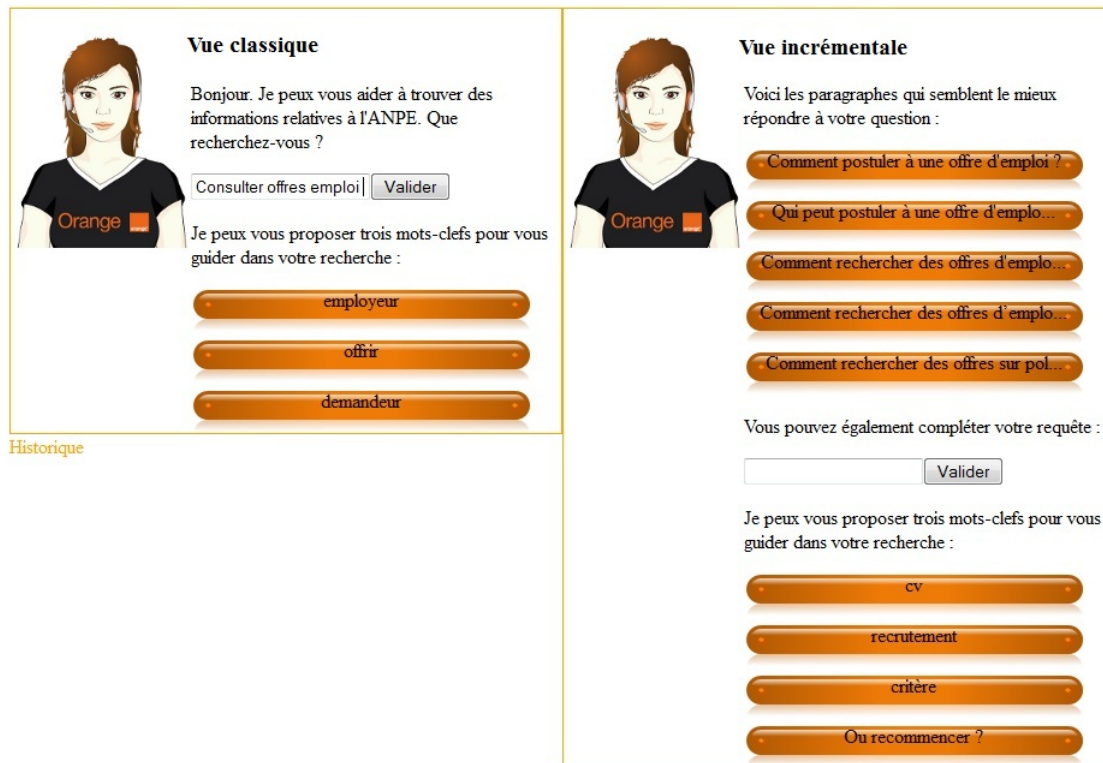 Vue classique
Bonjour. Je peux vous aider à trouver des
informations relatives à l'ANPE. Que
recherchez-vous ?
Consulter offres emploi Valider
Je peux vous proposer trois mots-clefs pour vous
guider dans votre recherche :
employeur
offrir
demandeur
Orange
Historique
Vue incrémentale
Voici les paragraphes qui semblent le mieux
répondre à votre question :
Comment postuler à une offre d'emploi ?
Qui peut postuler à une offre d'emplo...
Comment rechercher des offres d'emplo...
Comment rechercher des offres d’emplo...
Comment rechercher des offres sur pol...
Orange
Vous pouvez également compléter votre requête :
Valider
Je peux vous proposer trois mots-clefs pour vous
guider dans votre recherche :
cv
recrutement
critère
Ou recommencer ?